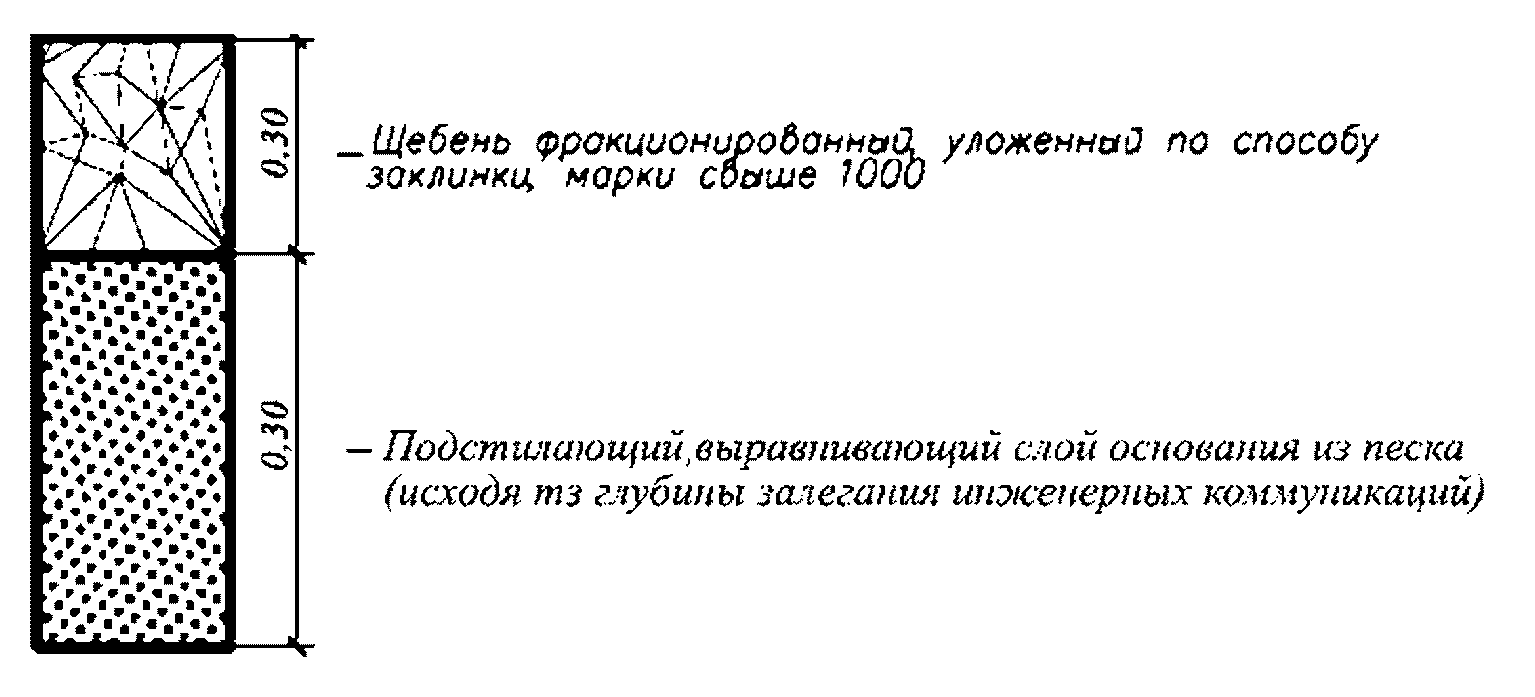 0,30
– Щебень фракционированный, уложенный по способу
заклинки, марки свыше 1000
0,30
– Подстилающий,выравнивающий слой основания из песка
(исходя тз глубины залегания инженерных коммуникаций)